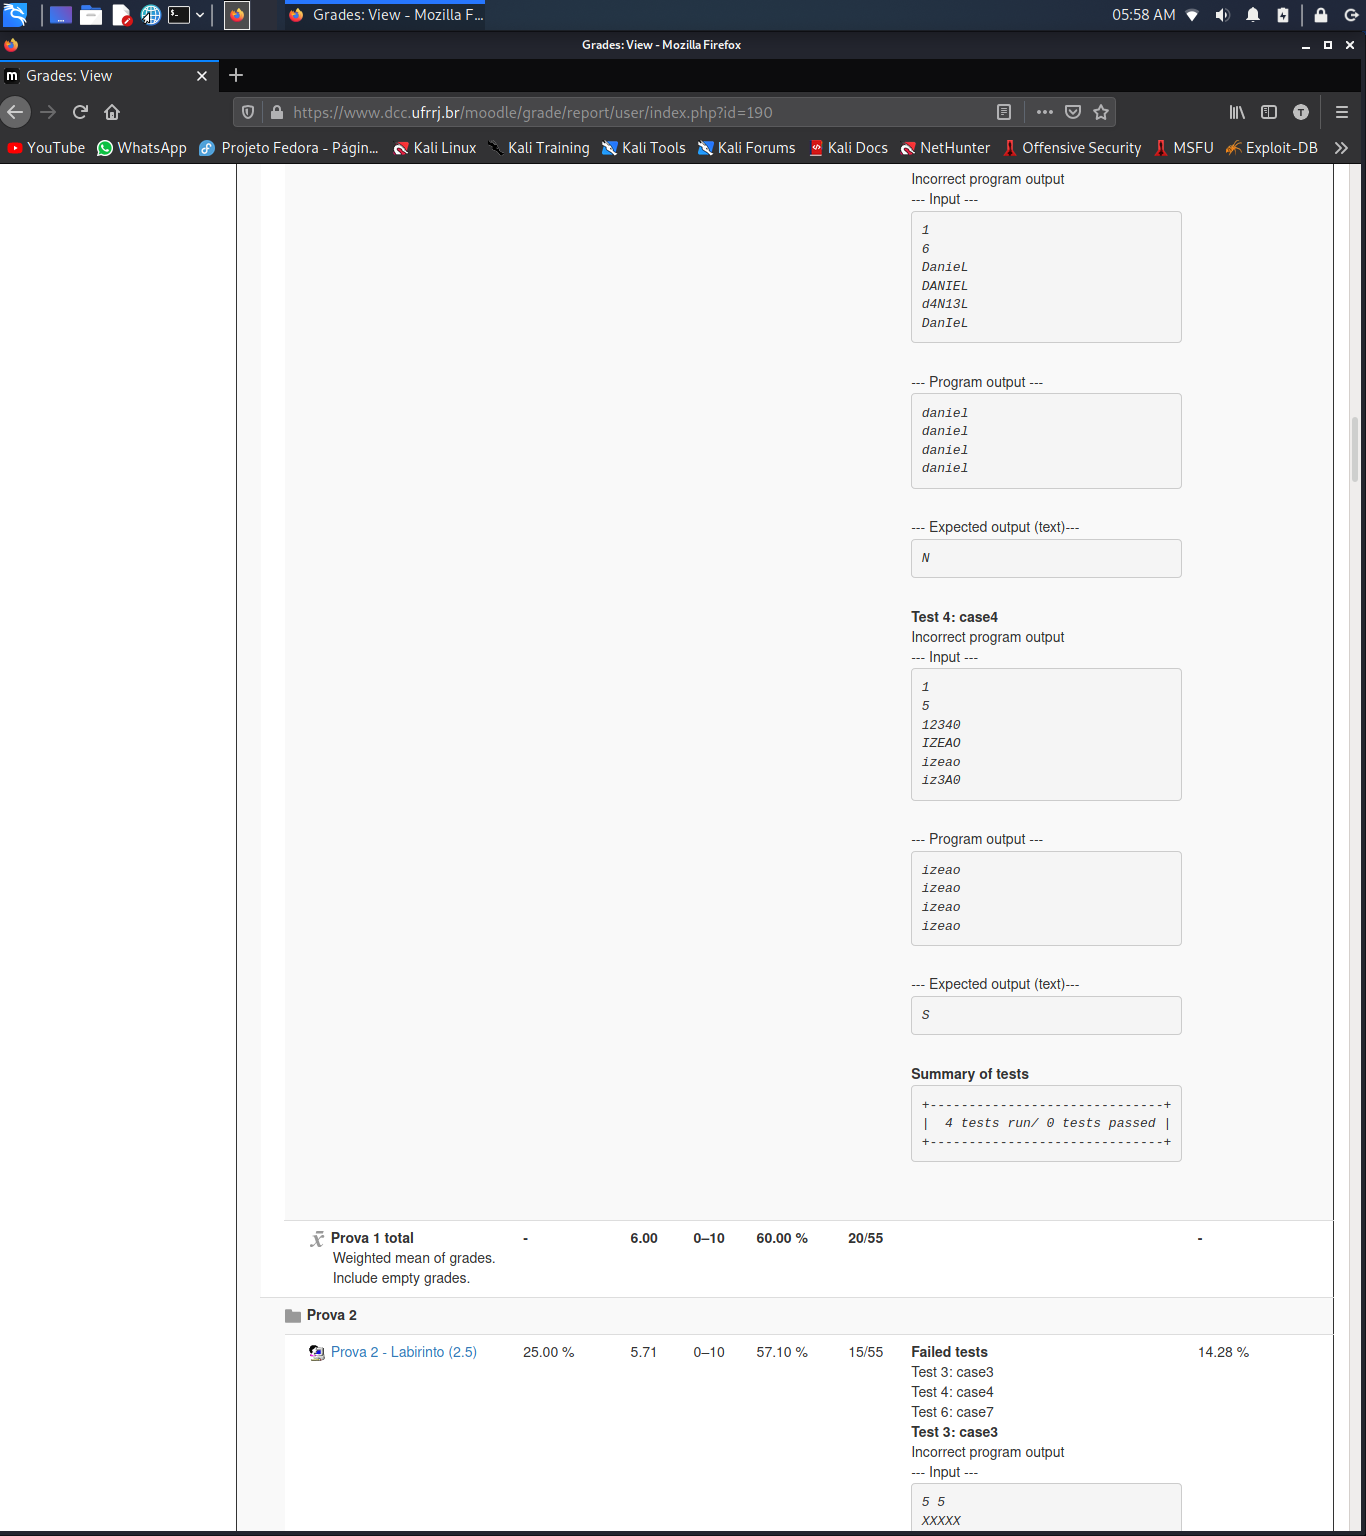 Grades: View - Mozilla F...
05:58 AM
Grades: View - Mozilla Firefox
Grades: View
https://www.dcc.ufrrj.br/moodle/grade/report/user/index.php?id=190
YouTube WhatsApp Projeto Fedora - Págin... Kali Linux Kali Training Kali Tools Kali Forums Kali Docs NetHunter Offensive Security MSFU Exploit-DB
Incorrect program output
--- Input ---
1
6
DanieL
DANIEL
d4N13L
DanIeL
--- Program output ---
daniel
daniel
daniel
daniel
--- Expected output (text)---
N
Test 4: case4
Incorrect program output
--- Input ---
1
5
12340
IZEAO
izeao
iz3A0
--- Program output ---
izeao
izeao
izeao
izeao
--- Expected output (text)---
S
Summary of tests
+------------------------------+
|  4 tests run/ 0 tests passed |
+------------------------------+
Prova 1 total - 6.00 0–10 60.00 % 20/55 -
Weighted mean of grades.
Include empty grades.
Prova 2
Prova 2 - Labirinto (2.5) 25.00 % 5.71 0–10 57.10 % 15/55 Failed tests 14.28 %
Test 3: case3
Test 4: case4
Test 6: case7
Test 3: case3
Incorrect program output
--- Input ---
5 5
XXXXX